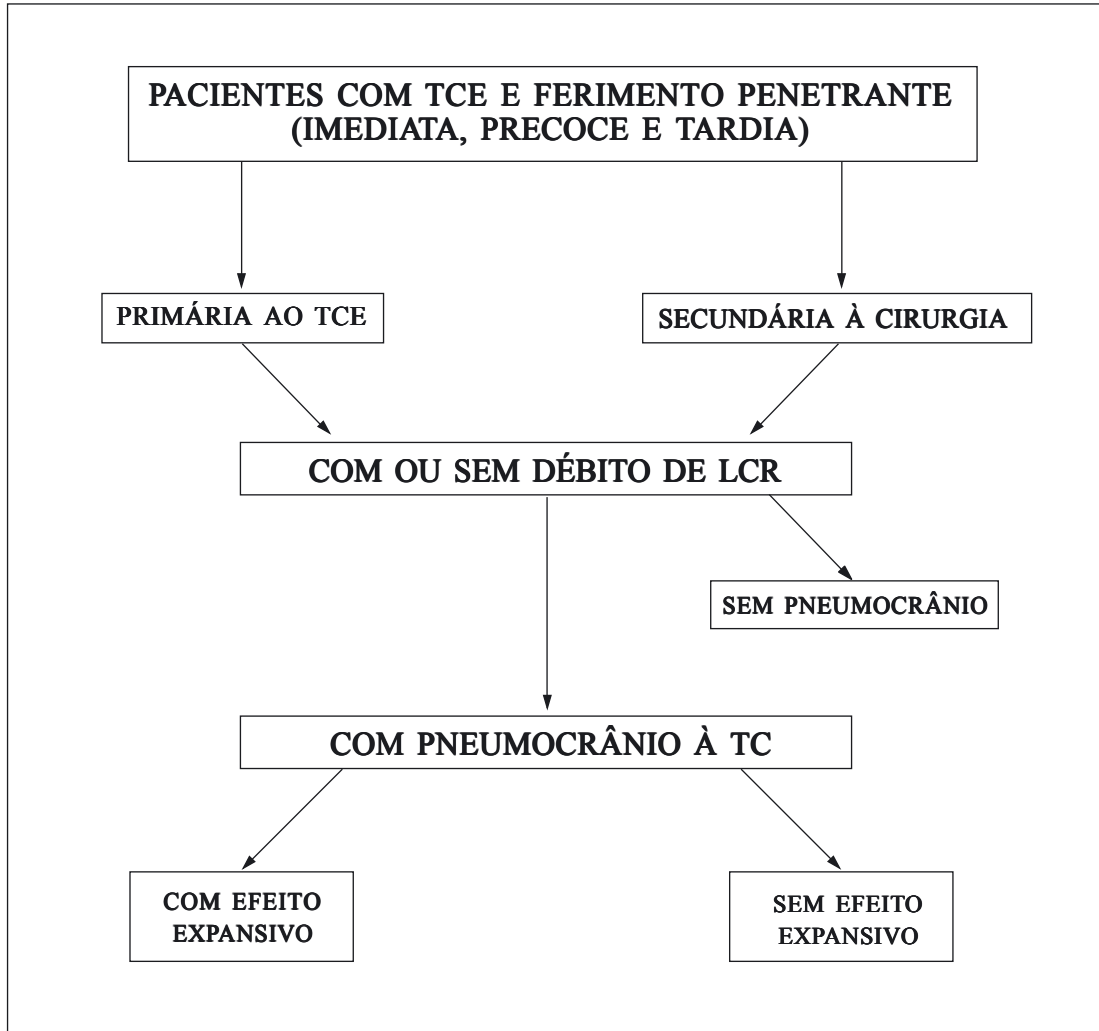 PACIENTES COM TCE E FERIMENTO PENETRANTE
(IMEDIATA, PRECOCE E TARDIA)
PRIMÁRIA AO TCE
SECUNDÁRIA À CIRURGIA
COM OU SEM DÉBITO DE LCR
SEM PNEUMOCRÂNIO
COM PNEUMOCRÂNIO À TC
COM EFEITO
EXPANSIVO
SEM EFEITO
EXPANSIVO